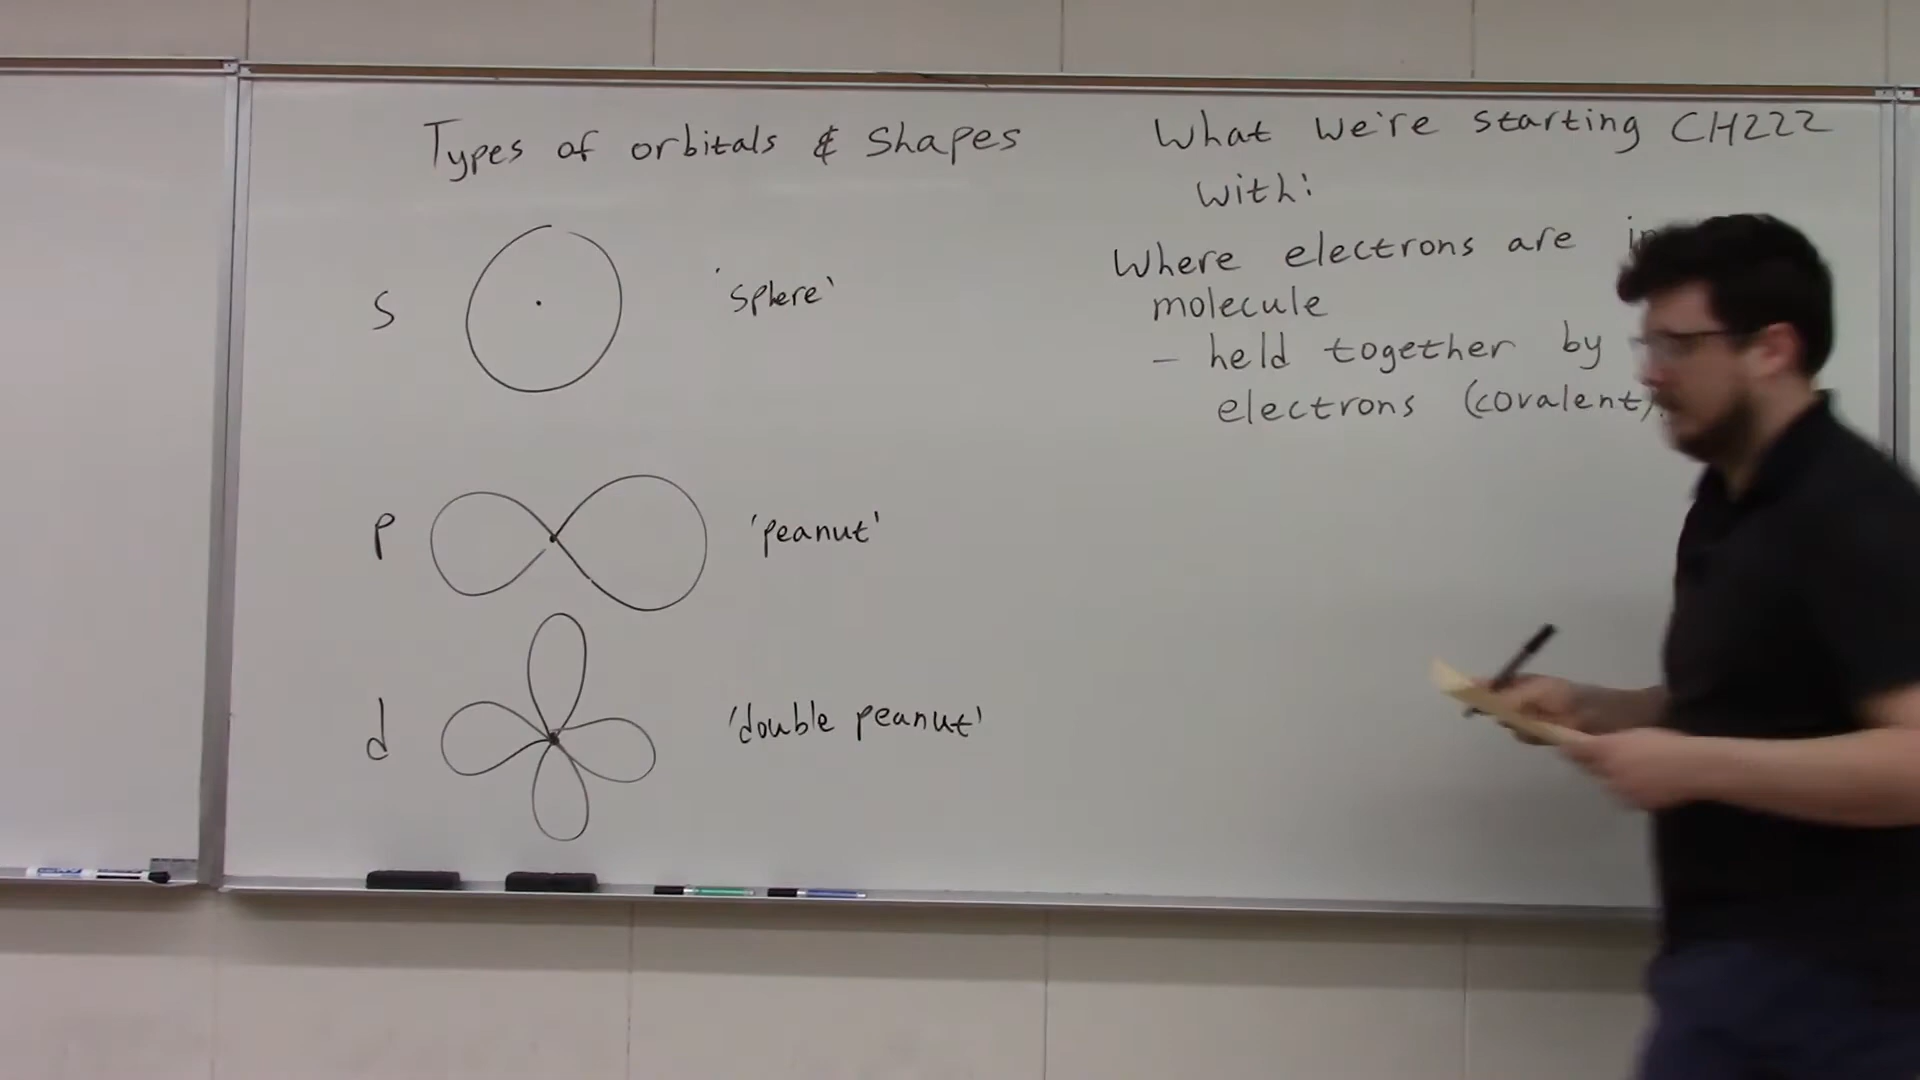 Types of orbitals & Shapes
S 'sphere'
P 'peanut'
d 'double peanut'
What we're starting CH222
with:
Where electrons are in
molecule
- held together by
electrons (covalent)